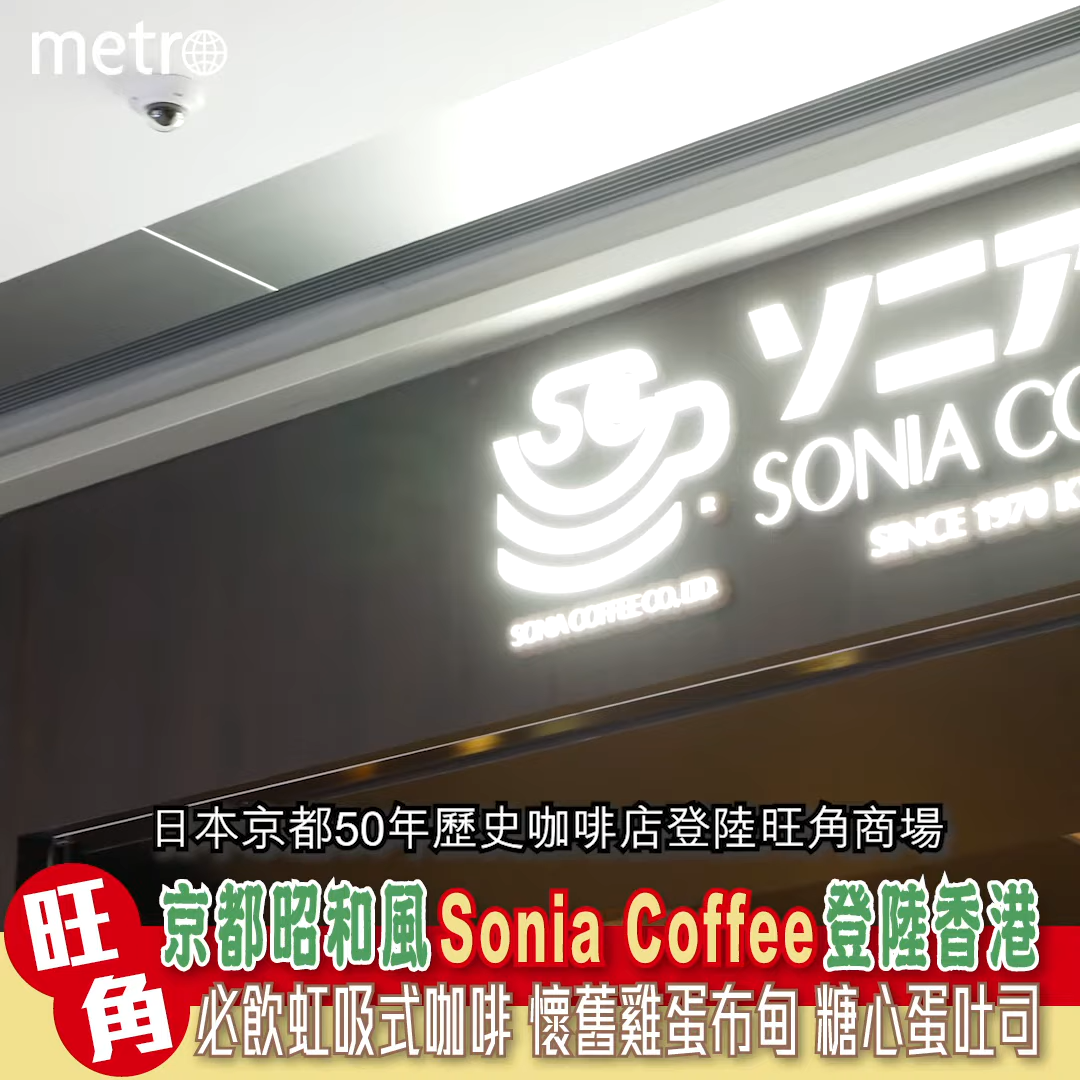 metro
ソニア
SONIA CO
SINCE 1970 K
SC
SONIA COFFEE CO. LTD.
日本京都50年歷史咖啡店登陸旺角商場
旺角
京都昭和風Sonia Coffee登陸香港
必飲虹吸式咖啡 懷舊雞蛋布甸 糖心蛋吐司